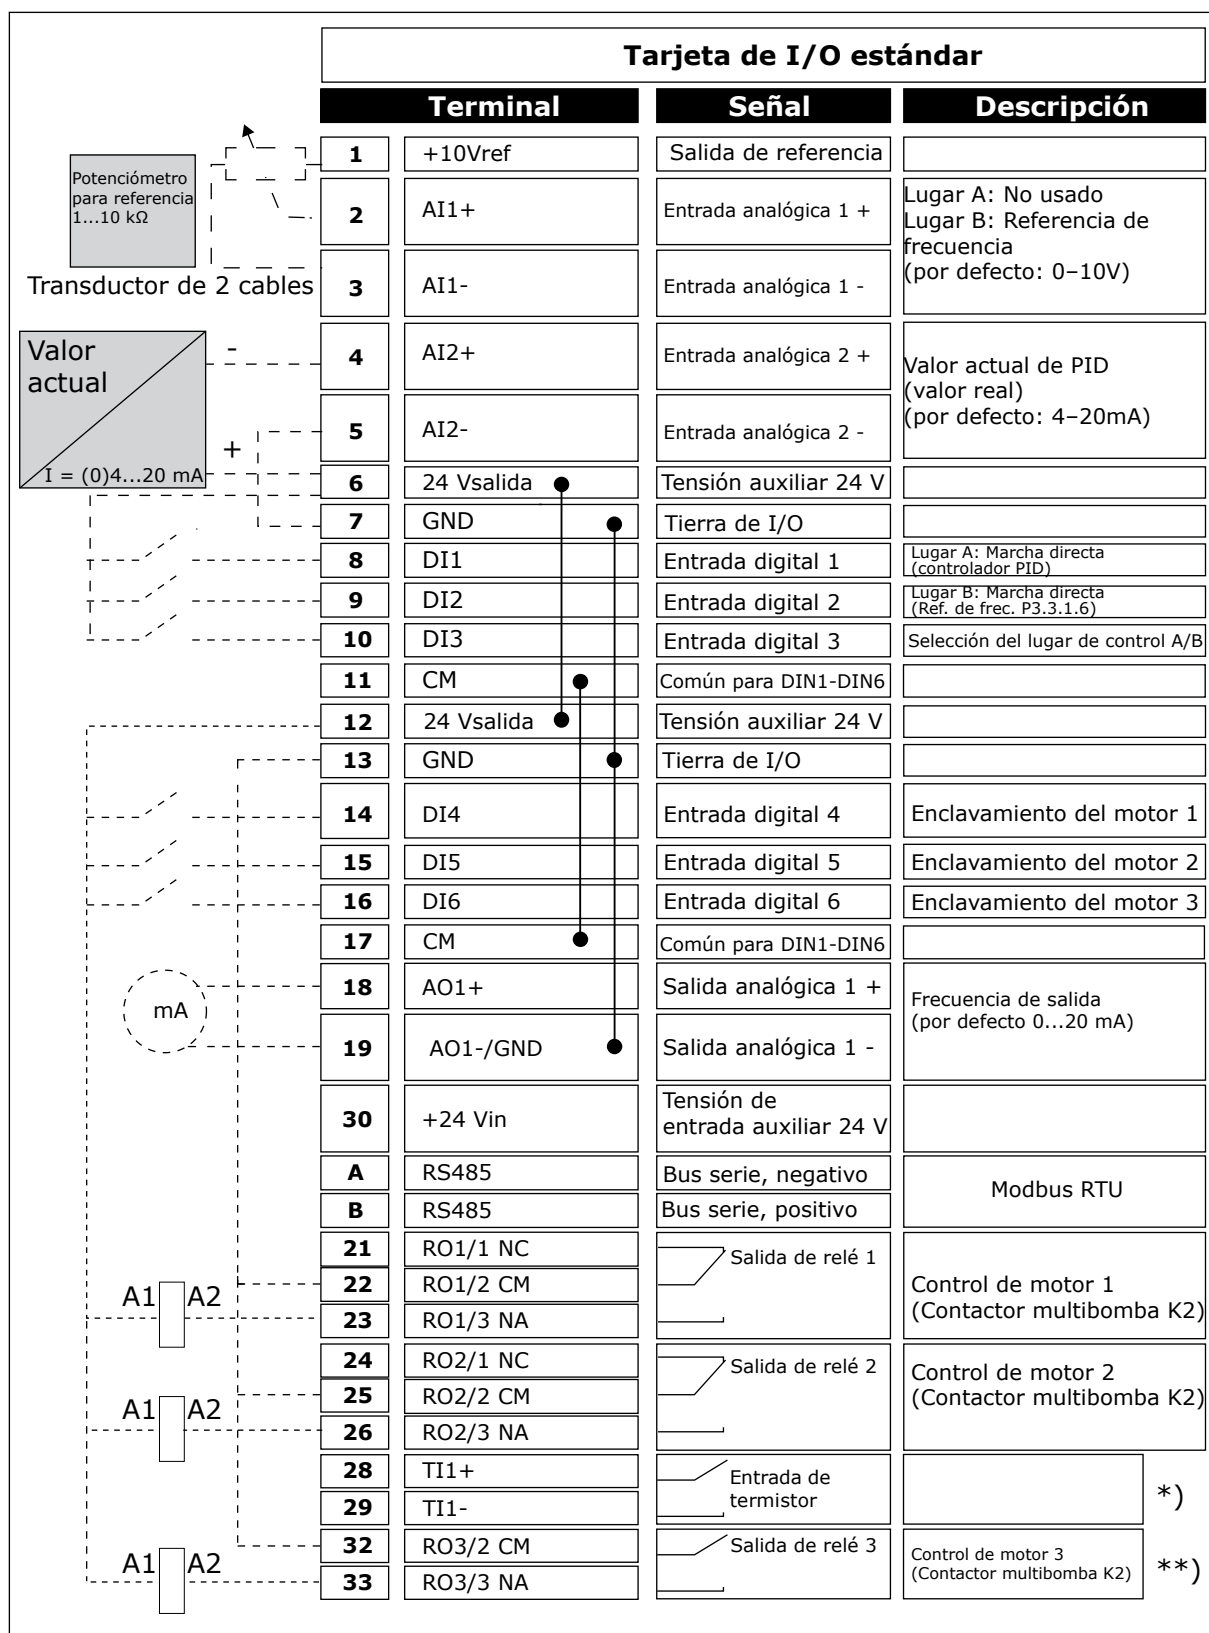 Tarjeta de I/O estándar
Terminal Señal Descripción
Potenciómetro
para referencia
1...10 kΩ
Transductor de 2 cables
Valor
actual
-
+
I = (0)4...20 mA
1 +10Vref Salida de referencia
2 AI1+ Entrada analógica 1 +
3 AI1- Entrada analógica 1 -
Lugar A: No usado
Lugar B: Referencia de
frecuencia
(por defecto: 0–10V)
4 AI2+ Entrada analógica 2 +
5 AI2- Entrada analógica 2 -
Valor actual de PID
(valor real)
(por defecto: 4–20mA)
6 24 Vsalida Tensión auxiliar 24 V
7 GND Tierra de I/O
8 DI1 Entrada digital 1
Lugar A: Marcha directa
(controlador PID)
9 DI2 Entrada digital 2
Lugar B: Marcha directa
(Ref. de frec. P3.3.1.6)
10 DI3 Entrada digital 3 Selección del lugar de control A/B
11 CM Común para DIN1-DIN6
12 24 Vsalida Tensión auxiliar 24 V
13 GND Tierra de I/O
14 DI4 Entrada digital 4 Enclavamiento del motor 1
15 DI5 Entrada digital 5 Enclavamiento del motor 2
16 DI6 Entrada digital 6 Enclavamiento del motor 3
17 CM Común para DIN1-DIN6
mA
18 AO1+ Salida analógica 1 +
19 AO1-/GND Salida analógica 1 -
Frecuencia de salida
(por defecto 0...20 mA)
30 +24 Vin
Tensión de
entrada auxiliar 24 V
A RS485 Bus serie, negativo
B RS485 Bus serie, positivo
Modbus RTU
21 RO1/1 NC
22 RO1/2 CM
23 RO1/3 NA
Salida de relé 1
Control de motor 1
(Contactor multibomba K2)
A1 A2
24 RO2/1 NC
25 RO2/2 CM
26 RO2/3 NA
Salida de relé 2
Control de motor 2
(Contactor multibomba K2)
A1 A2
28 TI1+
29 TI1-
Entrada de
termistor
*)
32 RO3/2 CM
33 RO3/3 NA
Salida de relé 3
Control de motor 3
(Contactor multibomba K2)
**)
A1 A2